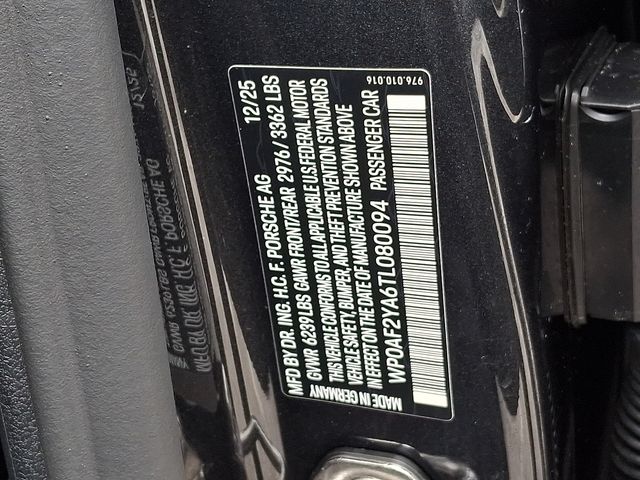 12/25
MFD BY DR. ING. H.C. F. PORSCHE AG
GVWR 6239 LBS GAWR FRONT/REAR 2976 / 3362 LBS
THIS VEHICLE CONFORMS TO ALL APPLICABLE U.S. FEDERAL MOTOR
VEHICLE SAFETY, BUMPER, AND THEFT PREVENTION STANDARDS
IN EFFECT ON THE DATE OF MANUFACTURE SHOWN ABOVE
WP0AF2YA6TL080094 PASSENGER CAR
MADE IN GERMANY
976.010.016